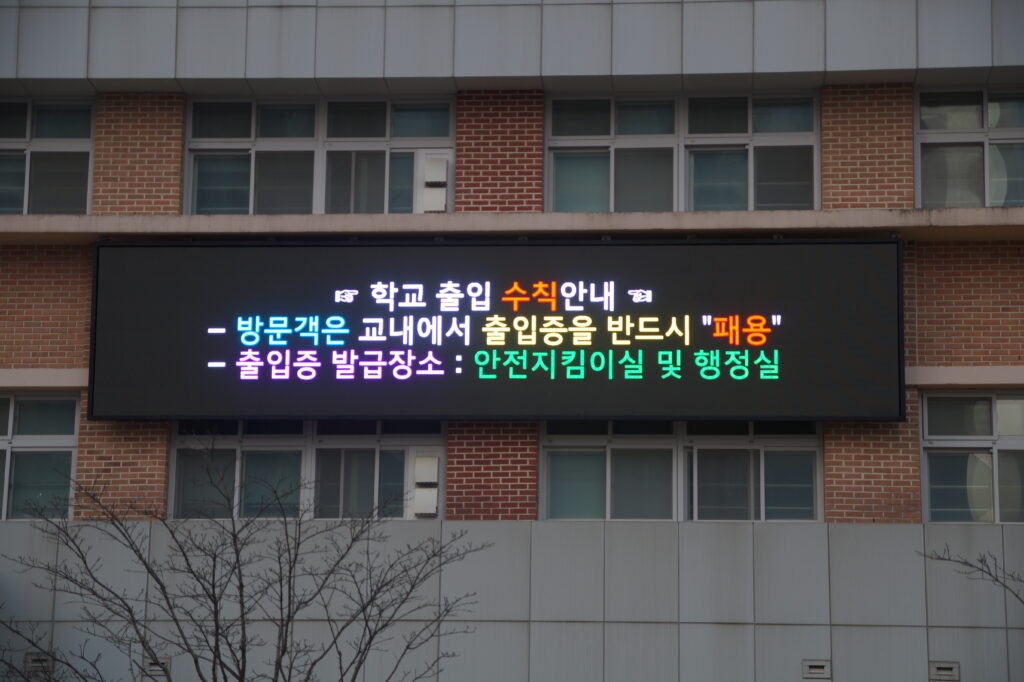 ☞ 학교 출입 수칙안내 ☜
- 방문객은 교내에서 출입증을 반드시 "패용"
- 출입증 발급장소 : 안전지킴이실 및 행정실